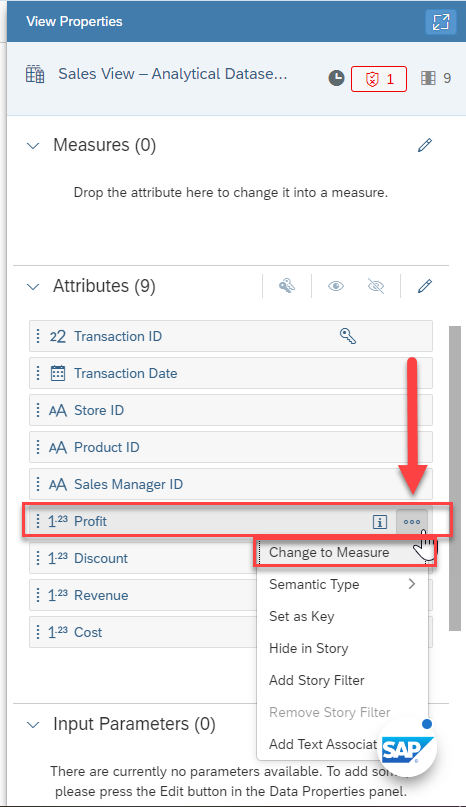 View Properties
Sales View – Analytical Datase...
1
9
Measures (0)
Drop the attribute here to change it into a measure.
Attributes (9)
22 Transaction ID
Transaction Date
AA Store ID
AA Product ID
AA Sales Manager ID
1.23 Profit
1.23 Discount
1.23 Revenue
1.23 Cost
Change to Measure
Semantic Type
Set as Key
Hide in Story
Add Story Filter
Remove Story Filter
Add Text Associat
SAP
Input Parameters (0)
There are currently no parameters available. To add
please press the Edit button in the Data Properties panel.